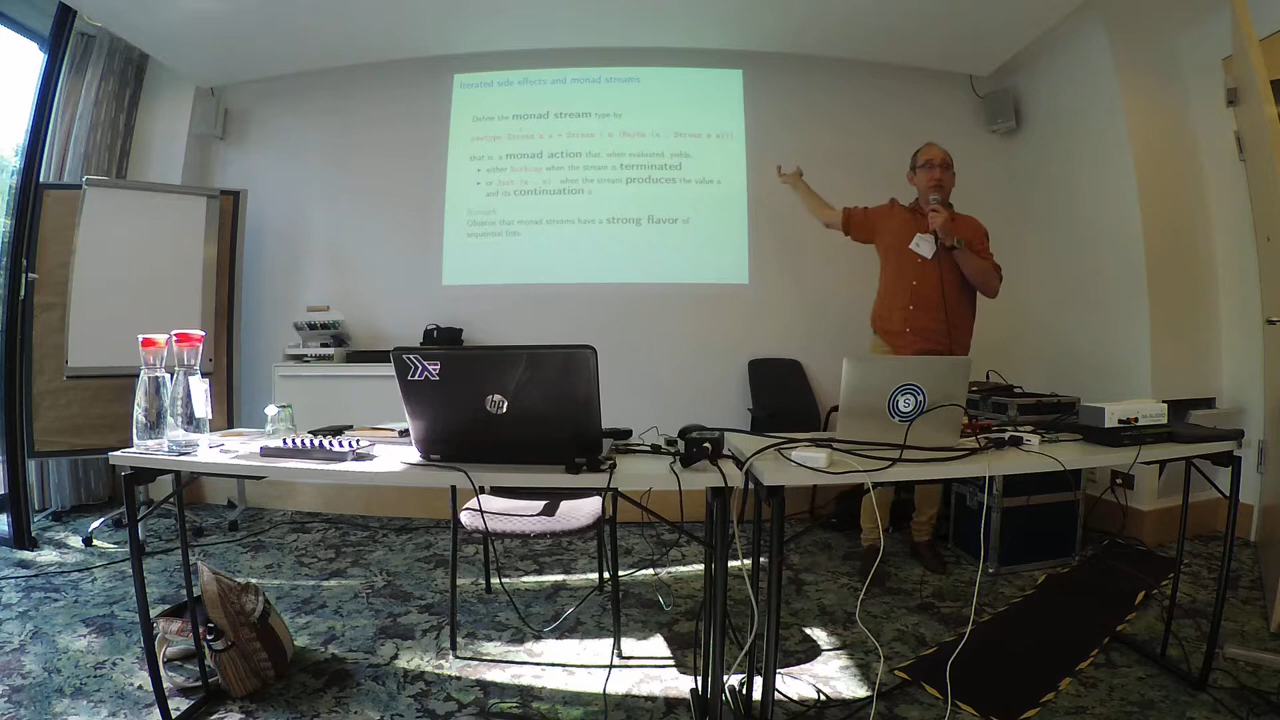 Iterated side effects and monad streams
Define the monad stream type by
newtype Stream m a = Stream { m (Maybe (a , Stream m a))}
that is a monad action that, when evaluated, yields,
either Nothing when the stream is terminated
or Just (a , s) when the stream produces the value a
and its continuation s
Remark
Observe that monad streams have a strong flavor of
sequential lists
hp
S
M-AUDIO